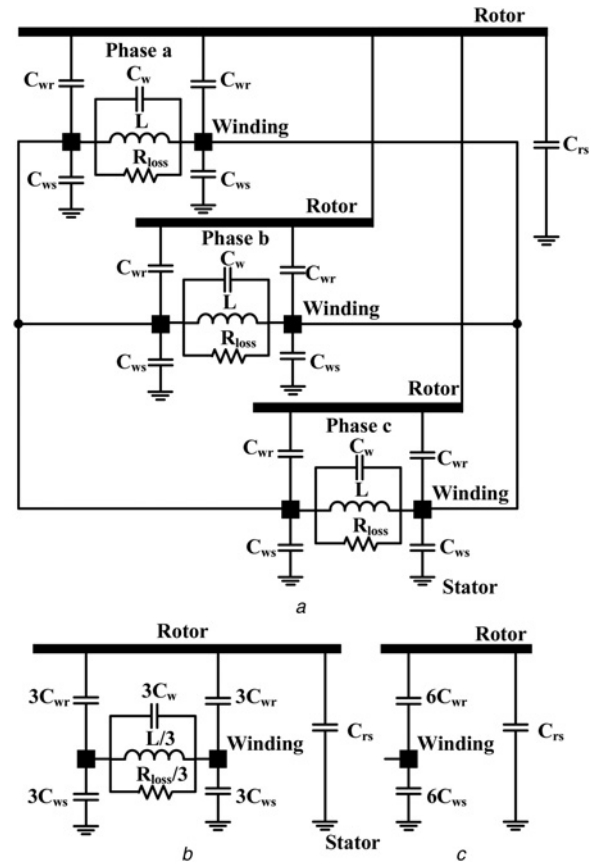 Rotor
Phase a
C_wr C_w C_wr
L Winding
R_loss C_rs
C_ws C_ws
Rotor
Phase b
C_wr C_w C_wr
L Winding
R_loss
C_ws C_ws
Rotor
Phase c
C_wr C_w C_wr
L Winding
R_loss
C_ws C_ws
Stator
a
Rotor Rotor
3C_wr 3C_w 3C_wr 6C_wr
L/3 Winding C_rs Winding C_rs
R_loss/3
3C_ws 3C_ws 6C_ws
Stator
b c